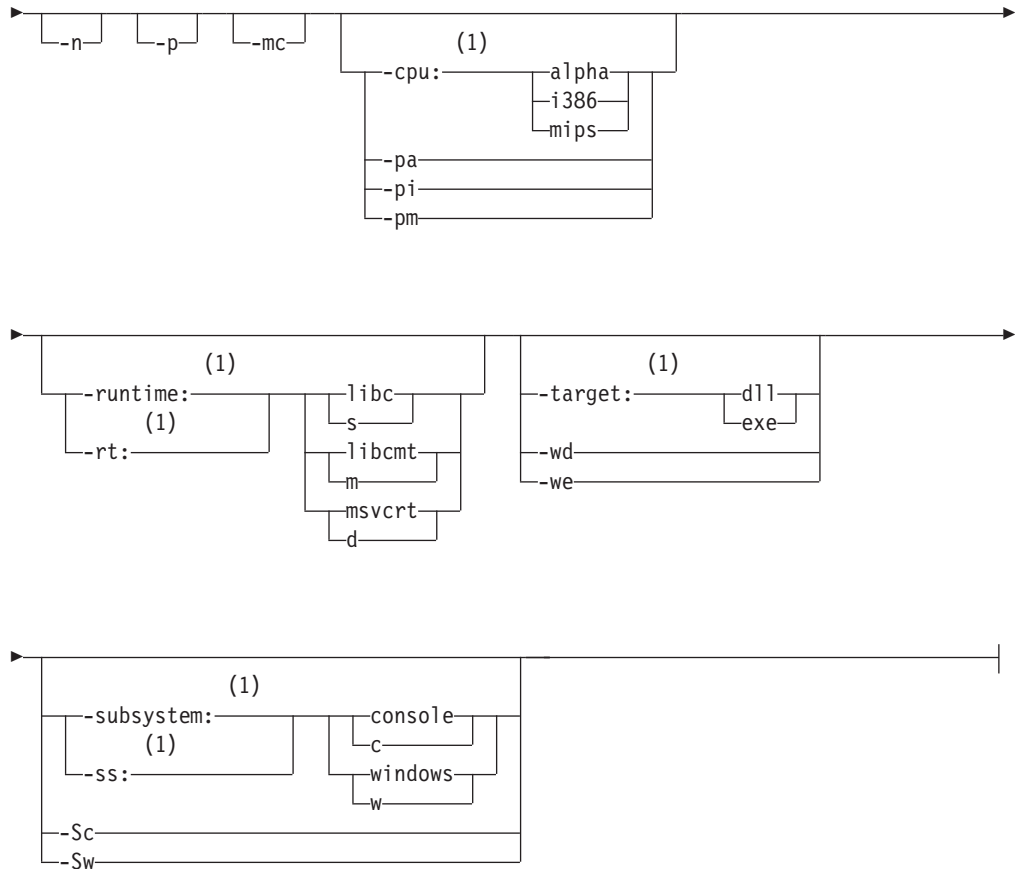 -n -p -mc
(1)
-cpu: alpha
i386
mips
-pa
-pi
-pm
(1) (1)
-runtime: libc -target: dll
(1) s exe
-rt: libcmt -wd
m -we
msvcrt
d
(1)
-subsystem: console
(1) c
-ss: windows
w
-Sc
-Sw